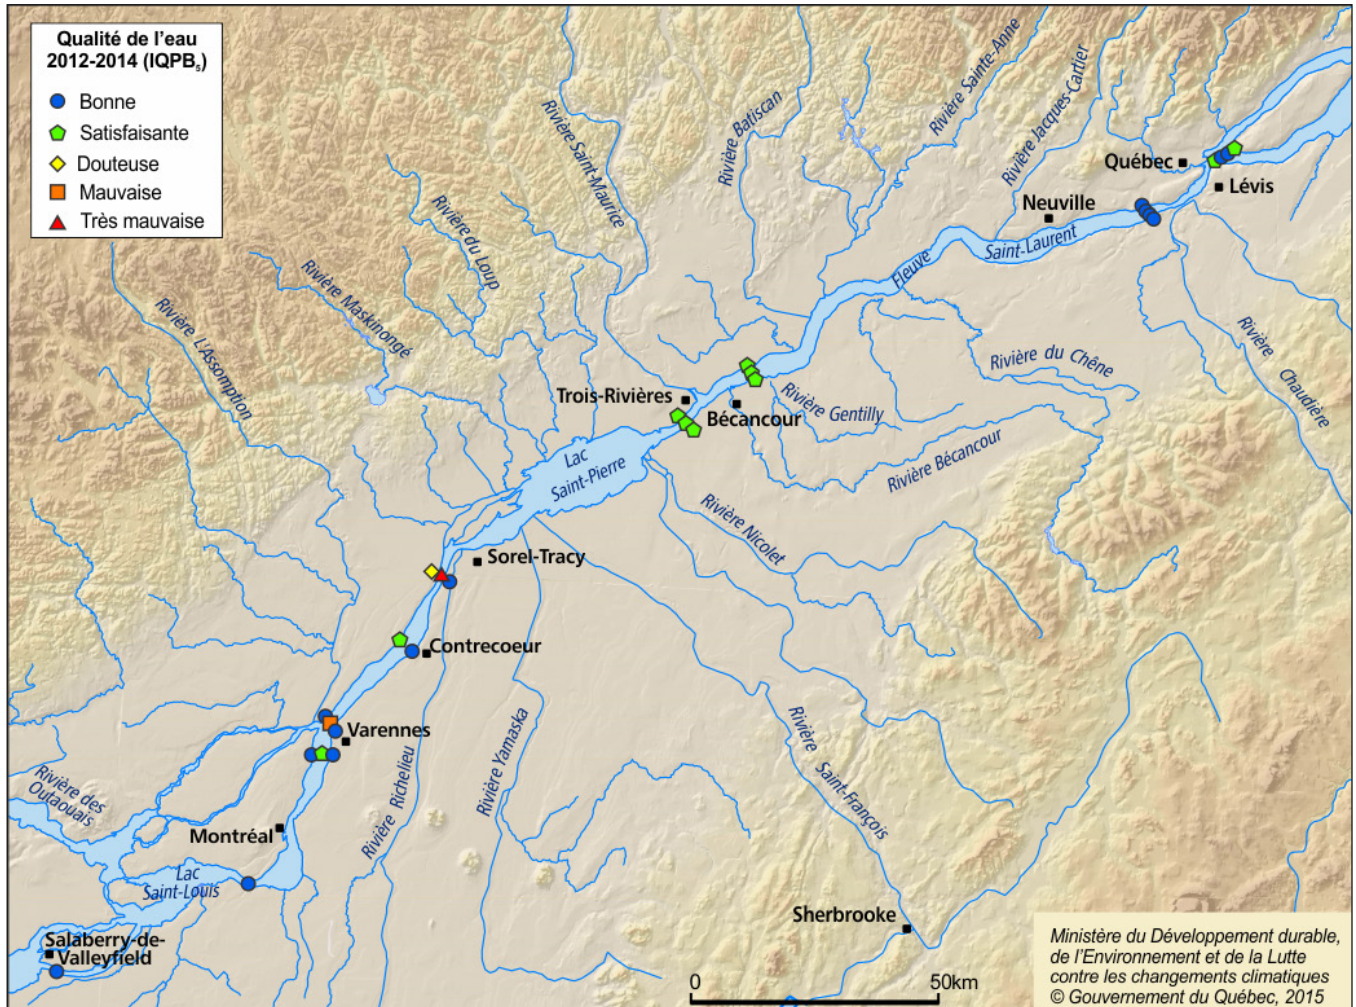 Qualité de l'eau
2012-2014 (IQPB₅)
Bonne
Satisfaisante
Douteuse
Mauvaise
Très mauvaise
Rivière Saint-Maurice
Rivière Batiscan
Rivière Sainte-Anne
Rivière Jacques-Cartier
Québec
Lévis
Neuville
Fleuve
Saint-Laurent
Rivière du Loup
Rivière Maskinongé
Rivière L'Assomption
Rivière Chaudière
Rivière du Chêne
Trois-Rivières
Bécancour
Rivière Gentilly
Rivière Bécancour
Lac
Saint-Pierre
Rivière Nicolet
Sorel-Tracy
Contrecoeur
Varennes
Rivière Richelieu
Rivière Yamaska
Rivière Saint-François
Rivière des
Outaouais
Montréal
Lac
Saint-Louis
Salaberry-de-
Valleyfield
Sherbrooke
0
50km
Ministère du Développement durable,
de l'Environnement et de la Lutte
contre les changements climatiques
© Gouvernement du Québec, 2015